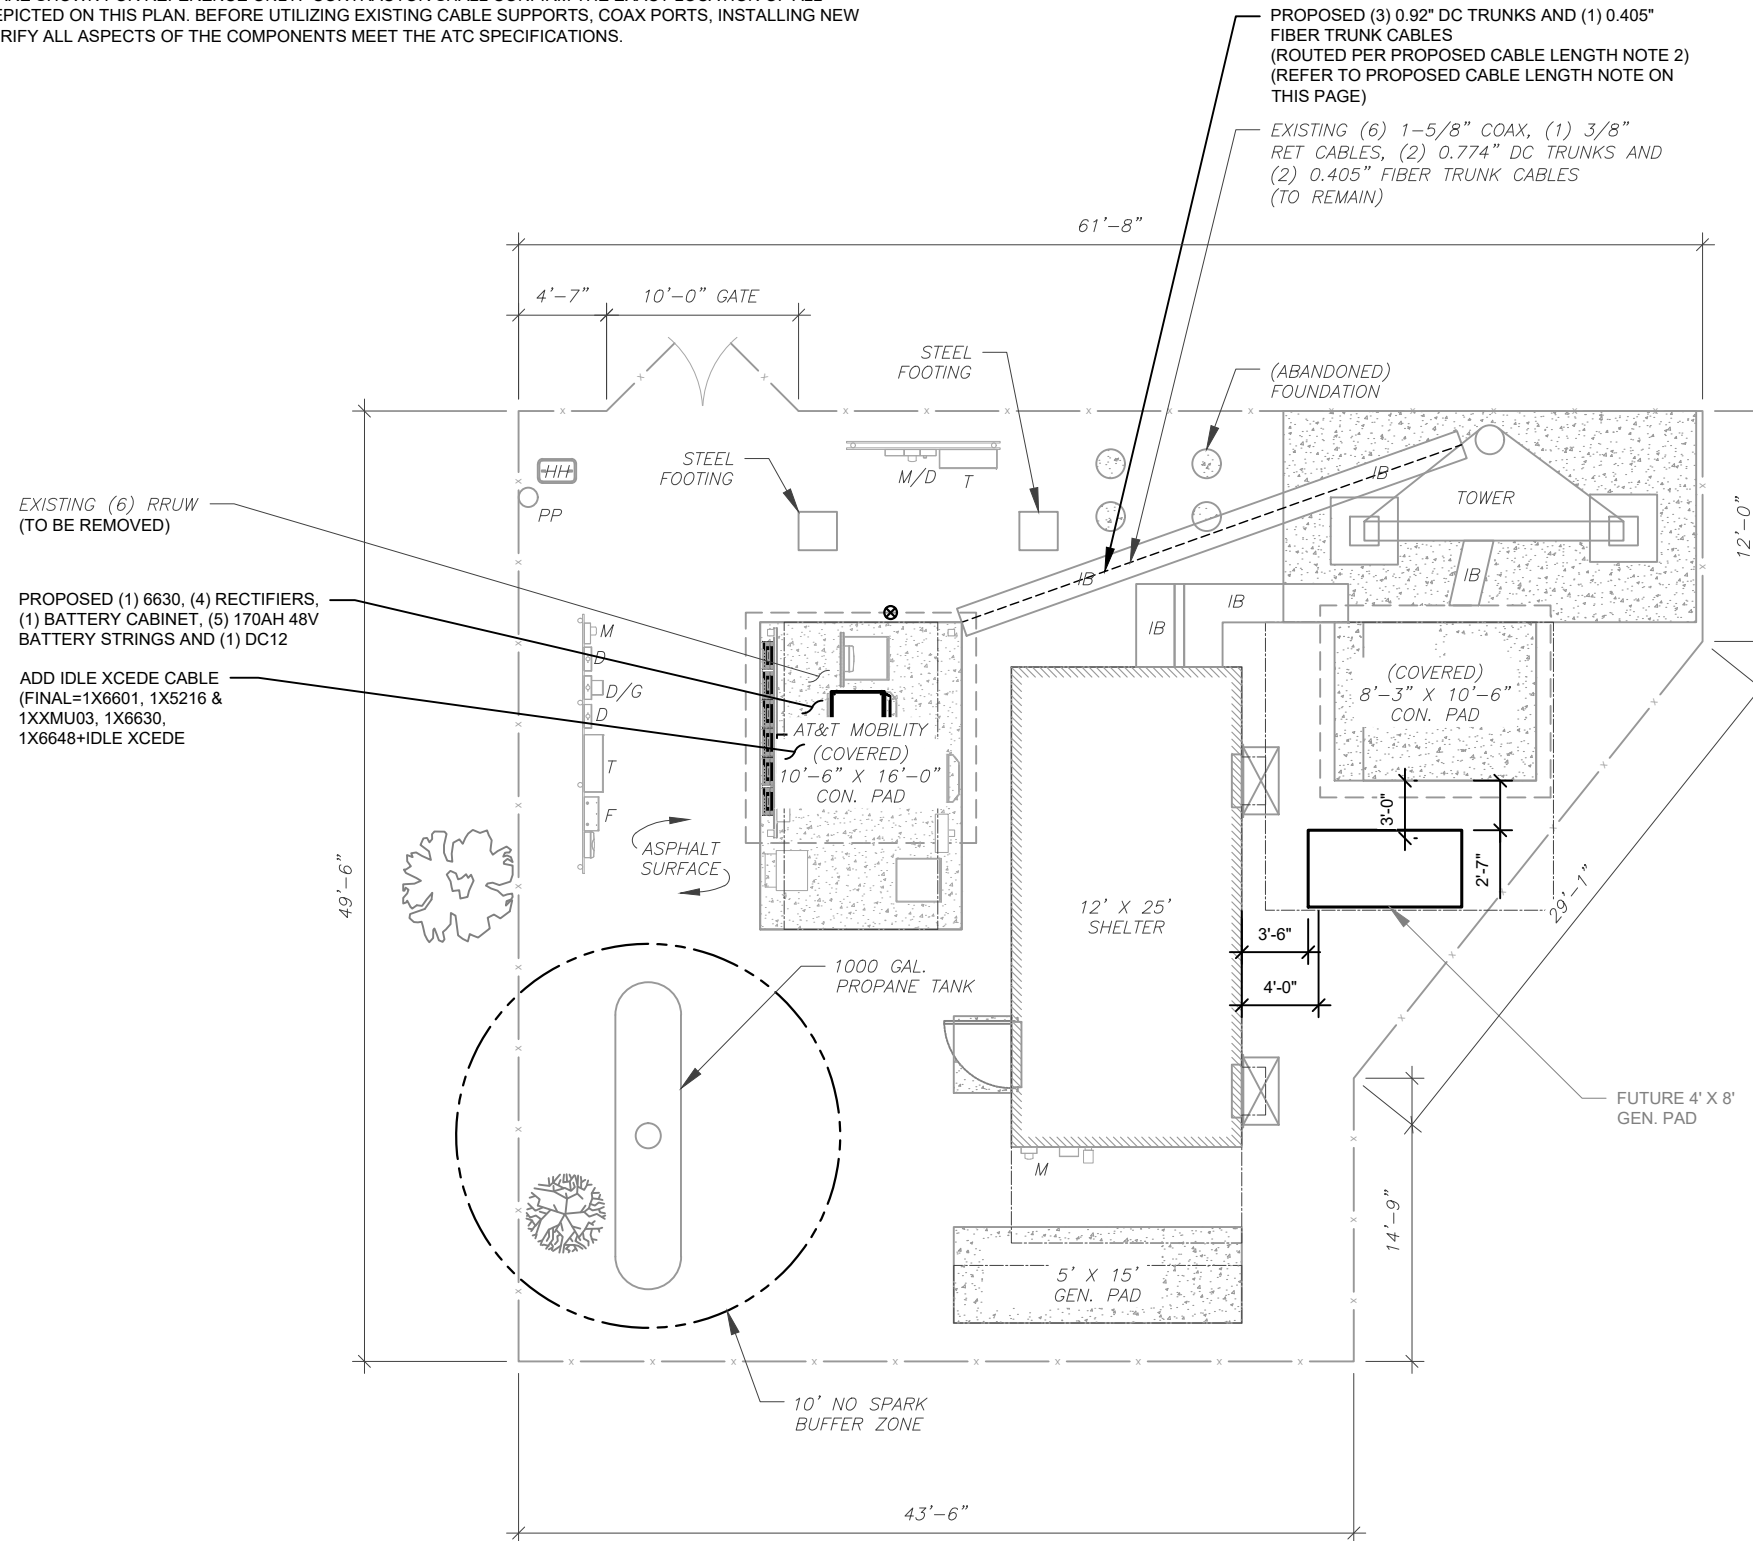 DEPICTED ON THIS PLAN. BEFORE UTILIZING EXISTING CABLE SUPPORTS, COAX PORTS, INSTALLING NEW
VERIFY ALL ASPECTS OF THE COMPONENTS MEET THE ATC SPECIFICATIONS.
PROPOSED (3) 0.92" DC TRUNKS AND (1) 0.405"
FIBER TRUNK CABLES
(ROUTED PER PROPOSED CABLE LENGTH NOTE 2)
(REFER TO PROPOSED CABLE LENGTH NOTE ON
THIS PAGE)
EXISTING (6) 1-5/8" COAX, (1) 3/8"
RET CABLES, (2) 0.774" DC TRUNKS AND
(2) 0.405" FIBER TRUNK CABLES
(TO REMAIN)
61'-8"
4'-7"
10'-0" GATE
STEEL
FOOTING
(ABANDONED)
FOUNDATION
STEEL
FOOTING
HH
PP
M/D
T
IB
TOWER
12'-0"
EXISTING (6) RRUW
(TO BE REMOVED)
IB
IB
IB
IB
PROPOSED (1) 6630, (4) RECTIFIERS,
(1) BATTERY CABINET, (5) 170AH 48V
BATTERY STRINGS AND (1) DC12
ADD IDLE XCEDE CABLE
(FINAL=1X6601, 1X5216 &
1XXMU03, 1X6630,
1X6648+IDLE XCEDE
M
D
D/G
D
T
F
AT&T MOBILITY
(COVERED)
10'-6" X 16'-0"
CON. PAD
(COVERED)
8'-3" X 10'-6"
CON. PAD
3'-0"
2'-7"
ASPHALT
SURFACE
49'-6"
12' X 25'
SHELTER
29'-1"
3'-6"
4'-0"
1000 GAL.
PROPANE TANK
FUTURE 4' X 8'
GEN. PAD
M
14'-9"
5' X 15'
GEN. PAD
10' NO SPARK
BUFFER ZONE
43'-6"